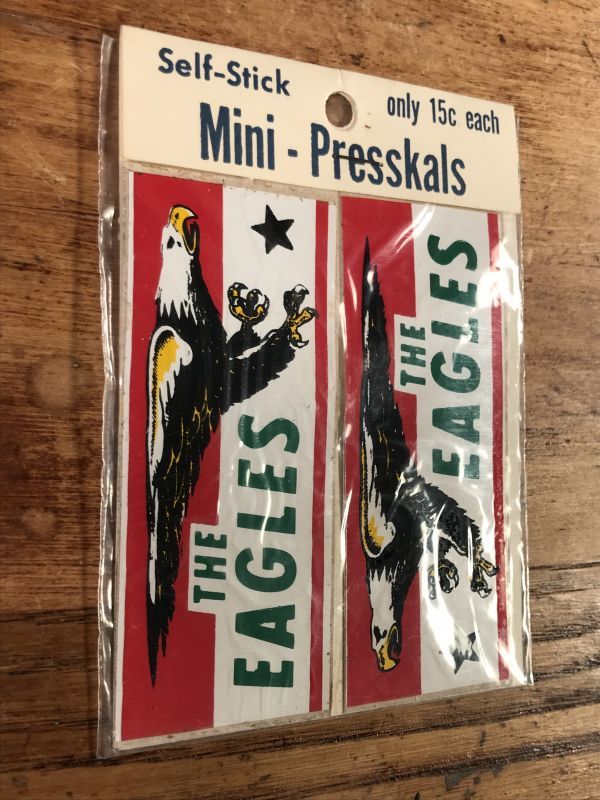 Self-Stick
only 15c each
Mini - Presskals
THE
EAGLES
THE
EAGLES